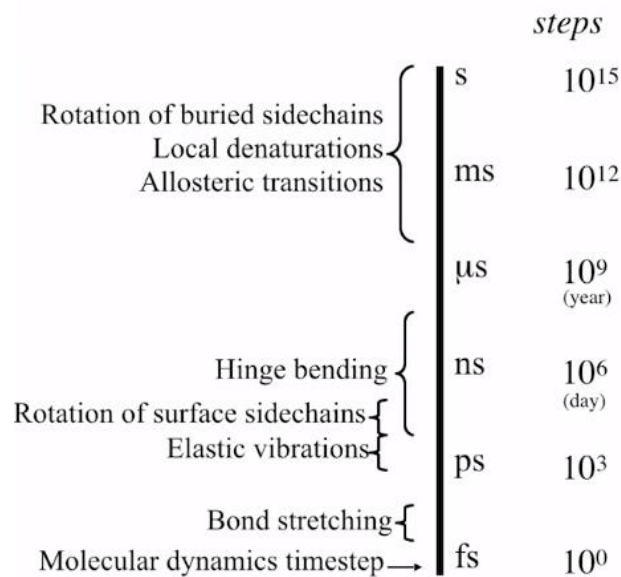 steps
s 10¹⁵
Rotation of buried sidechains
Local denaturations
Allosteric transitions
ms 10¹²
μs 10⁹
(year)
Hinge bending
ns 10⁶
(day)
Rotation of surface sidechains
Elastic vibrations
ps 10³
Bond stretching
Molecular dynamics timestep
fs 10⁰